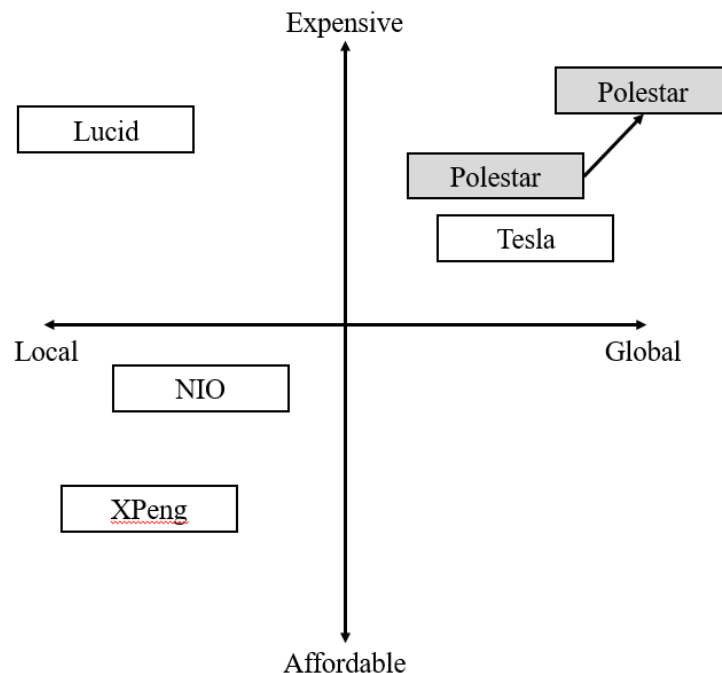 Expensive
Polestar
Lucid
Polestar
Tesla
Local
Global
NIO
XPeng
Affordable